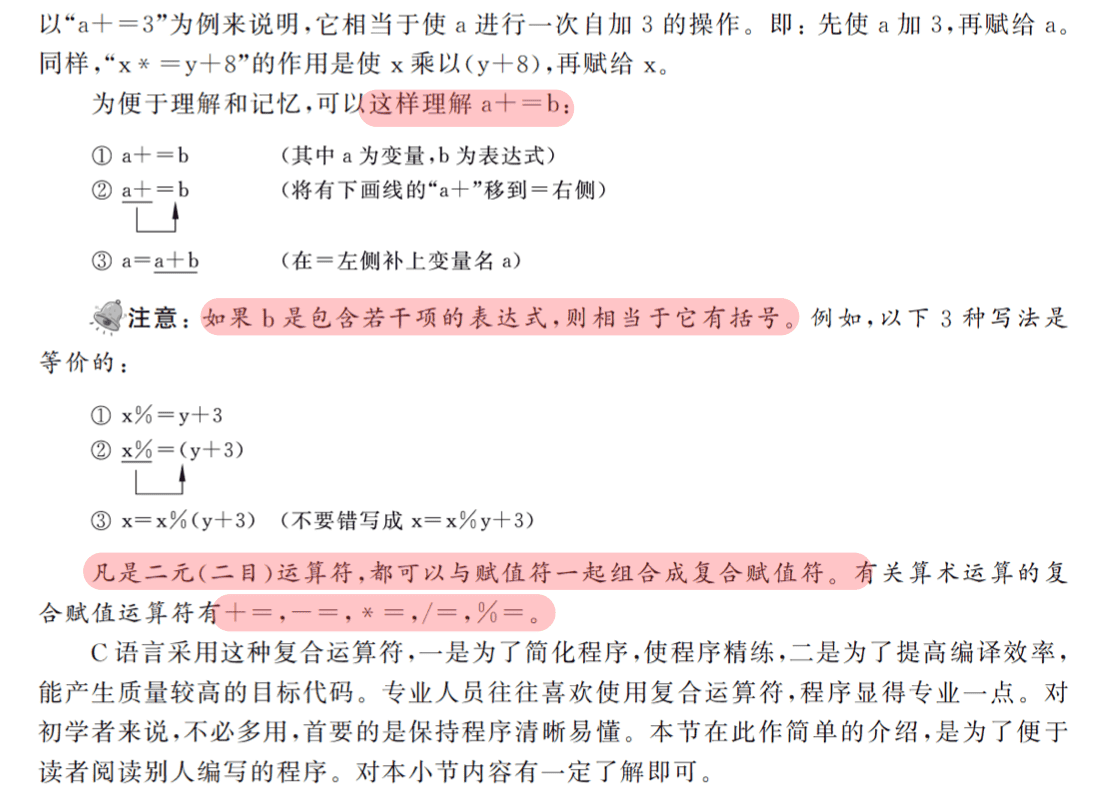 以“a+=3”为例来说明,它相当于使 a 进行一次自加 3 的操作。即: 先使 a 加 3,再赋给 a。
同样,“x * =y+8”的作用是使 x 乘以(y+8),再赋给 x。
为便于理解和记忆,可以这样理解 a+=b:
① a+=b (其中 a 为变量,b 为表达式)
② a+=b (将有下画线的“a+”移到=右侧)
③ a=a+b (在=左侧补上变量名 a)
注意: 如果 b 是包含若干项的表达式,则相当于它有括号。例如,以下 3 种写法是
等价的:
① x%=y+3
② x%=(y+3)
③ x=x%(y+3) (不要错写成 x=x%y+3)
凡是二元(二目)运算符,都可以与赋值符一起组合成复合赋值符。有关算术运算的复
合赋值运算符有+=,-=, * =,/=,%=。
C 语言采用这种复合运算符,一是为了简化程序,使程序精练,二是为了提高编译效率,
能产生质量较高的目标代码。专业人员往往喜欢使用复合运算符,程序显得专业一点。对
初学者来说,不必多用,首要的是保持程序清晰易懂。本节在此作简单的介绍,是为了便于
读者阅读别人编写的程序。对本小节内容有一定了解即可。